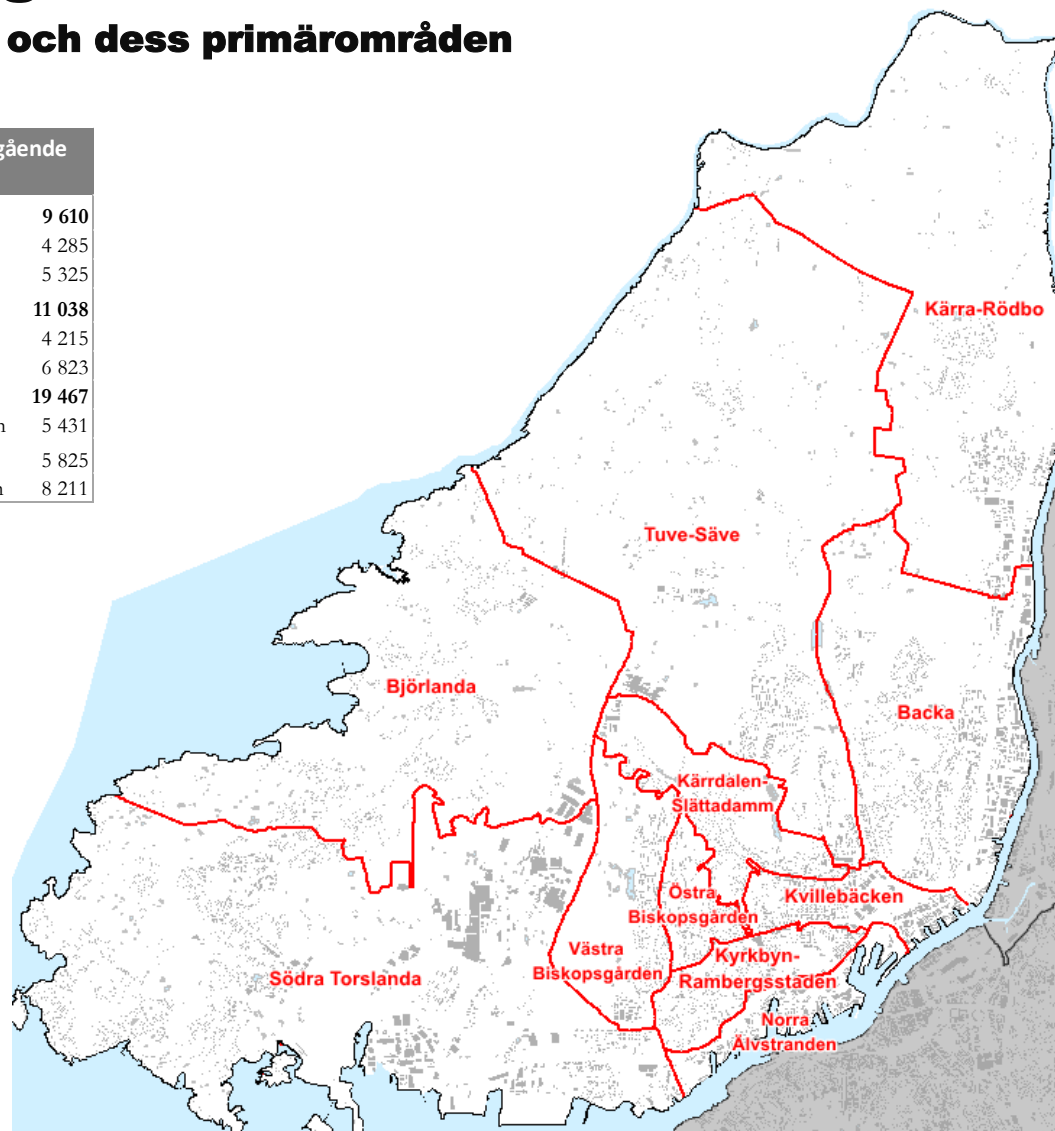 och dess primärområden
gående
9 610
4 285
5 325
11 038
4 215
6 823
19 467
5 431
5 825
8 211
Kärra-Rödbo
Tuve-Säve
Björlanda
Backa
Kärrdalen-
Slättadamm
Östra
Biskopsgården
Kvillebäcken
Västra
Biskopsgården
Kyrkbyn-
Rambergsstaden
Södra Torslanda
Norra
Älvstranden